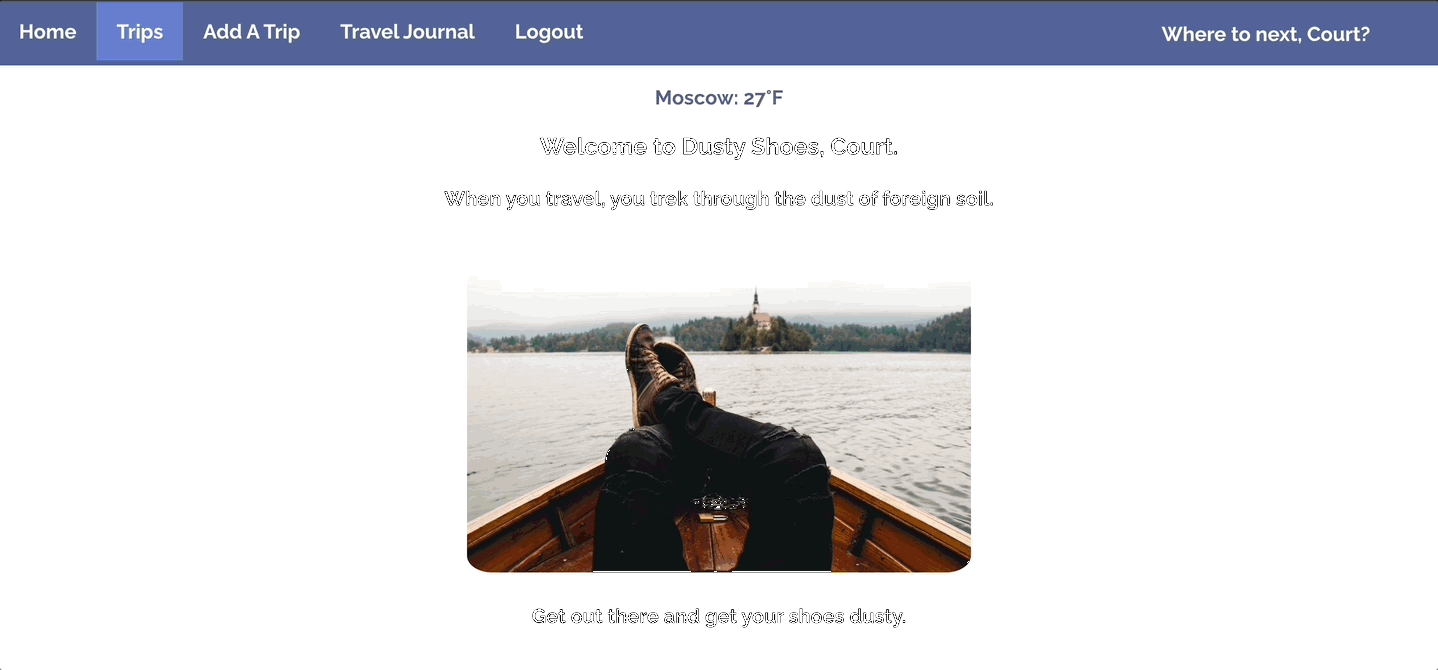 Home Trips Add A Trip Travel Journal Logout Where to next, Court?
Moscow: 27°F
Welcome to Dusty Shoes, Court.
When you travel, you trek through the dust of foreign soil.
Get out there and get your shoes dusty.